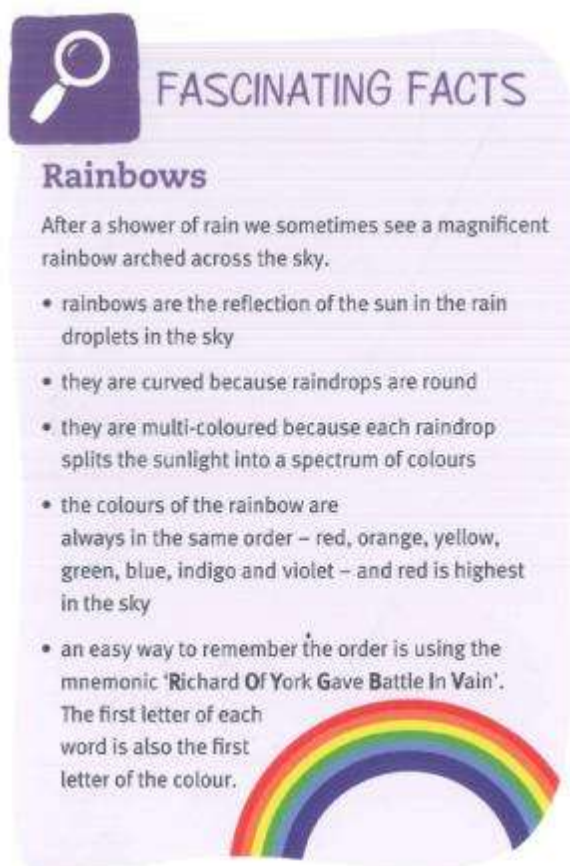 FASCINATING FACTS
Rainbows
After a shower of rain we sometimes see a magnificent
rainbow arched across the sky.
• rainbows are the reflection of the sun in the rain
droplets in the sky
• they are curved because raindrops are round
• they are multi-coloured because each raindrop
splits the sunlight into a spectrum of colours
• the colours of the rainbow are
always in the same order – red, orange, yellow,
green, blue, indigo and violet – and red is highest
in the sky
• an easy way to remember the order is using the
mnemonic ‘Richard Of York Gave Battle In Vain’.
The first letter of each
word is also the first
letter of the colour.